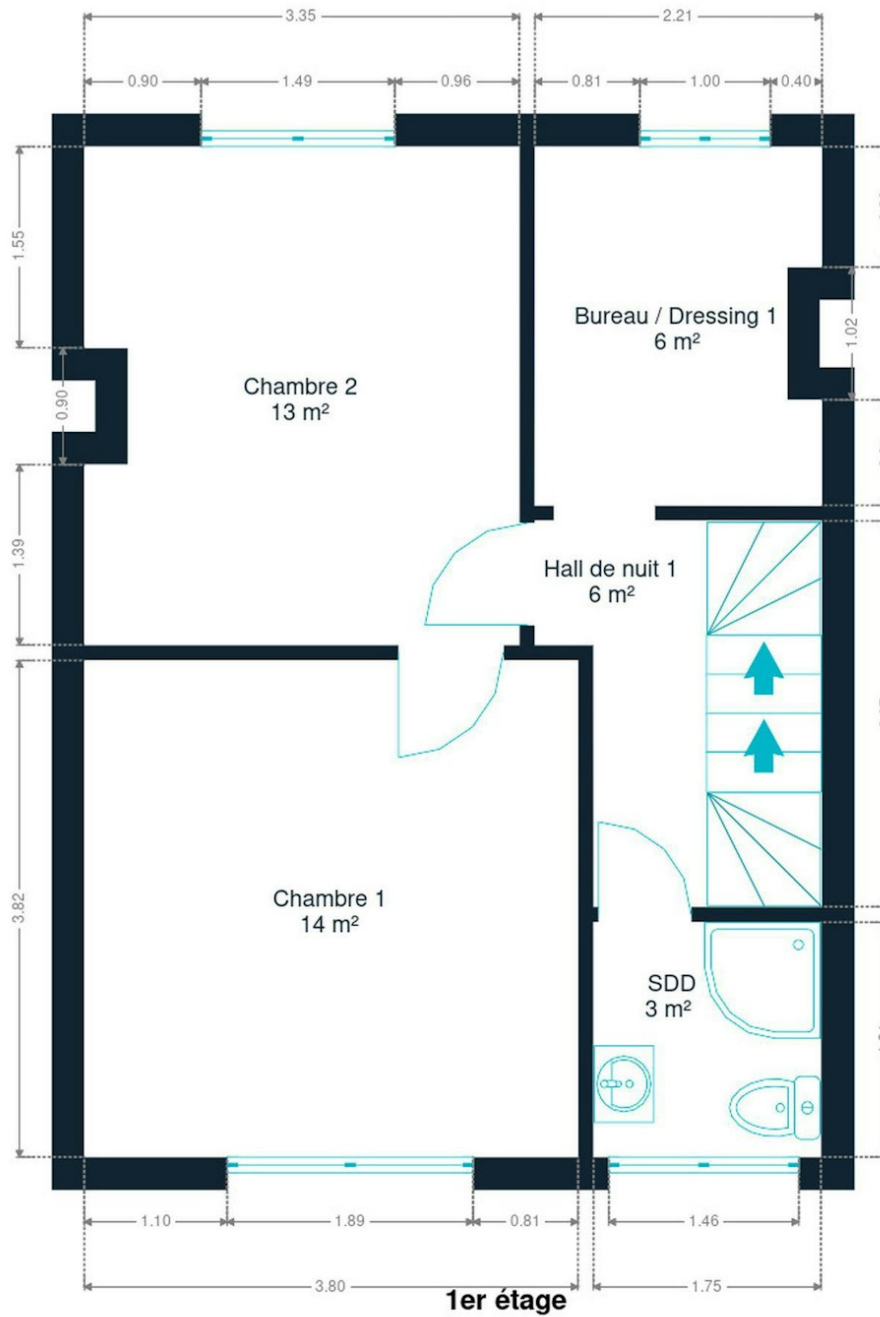 3.35
2.21
0.90
1.49
0.96
0.81
1.00
0.40
1.55
Bureau / Dressing 1
6 m²
1.02
Chambre 2
13 m²
0.90
1.39
Hall de nuit 1
6 m²
3.82
Chambre 1
14 m²
SDD
3 m²
1.10
1.89
0.81
1.46
3.80
1.75
1er étage